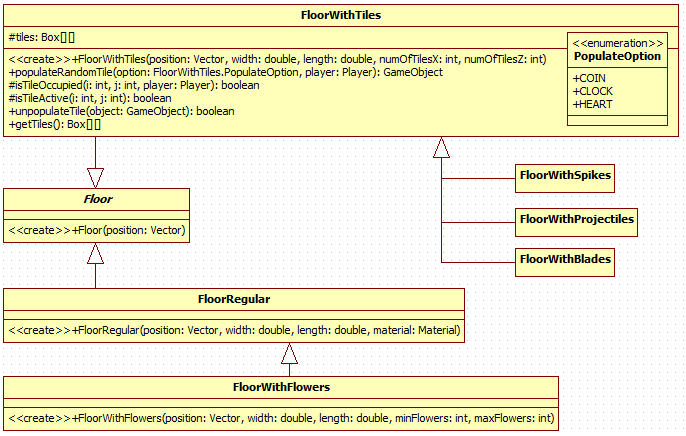 FloorWithTiles
#tiles: Box[][]
<<create>>+FloorWithTiles(position: Vector, width: double, length: double, numOfTilesX: int, numOfTilesZ: int)
+populateRandomTile(option: FloorWithTiles.PopulateOption, player: Player): GameObject
#isTileOccupied(i: int, j: int, player: Player): boolean
#isTileActive(i: int, j: int): boolean
+unpopulateTile(object: GameObject): boolean
+getTiles(): Box[][]
<<enumeration>>
PopulateOption
+COIN
+CLOCK
+HEART
FloorWithSpikes
FloorWithProjectiles
FloorWithBlades
Floor
<<create>>+Floor(position: Vector)
FloorRegular
<<create>>+FloorRegular(position: Vector, width: double, length: double, material: Material)
FloorWithFlowers
<<create>>+FloorWithFlowers(position: Vector, width: double, length: double, minFlowers: int, maxFlowers: int)